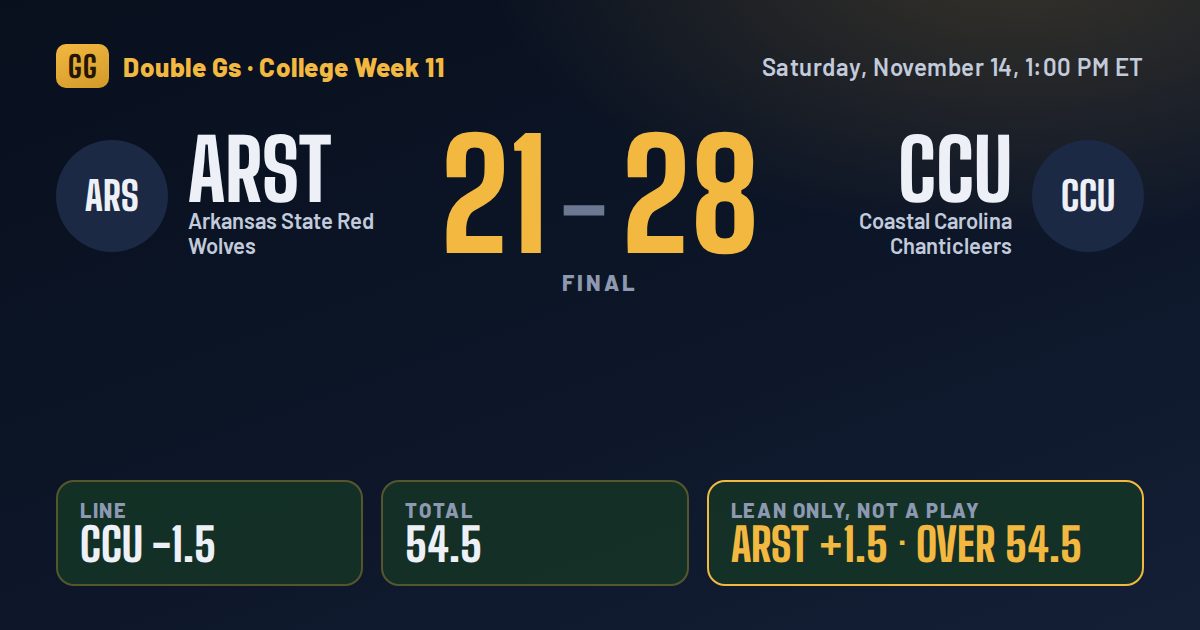 GG Double Gs · College Week 11
Saturday, November 14, 1:00 PM ET
ARS
ARST
Arkansas State Red
Wolves
21 – 28
FINAL
CCU
Coastal Carolina
Chanticleers
CCU
LINE
CCU −1.5
TOTAL
54.5
LEAN ONLY, NOT A PLAY
ARST +1.5 · OVER 54.5